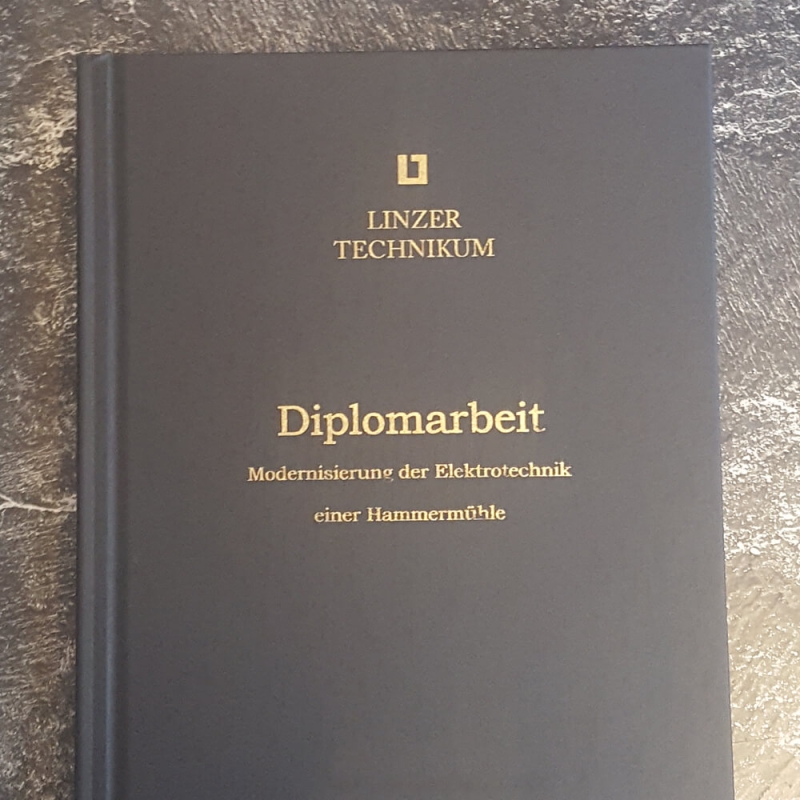 LINZER
TECHNIKUM
Diplomarbeit
Modernisierung der Elektrotechnik
einer Hammermühle